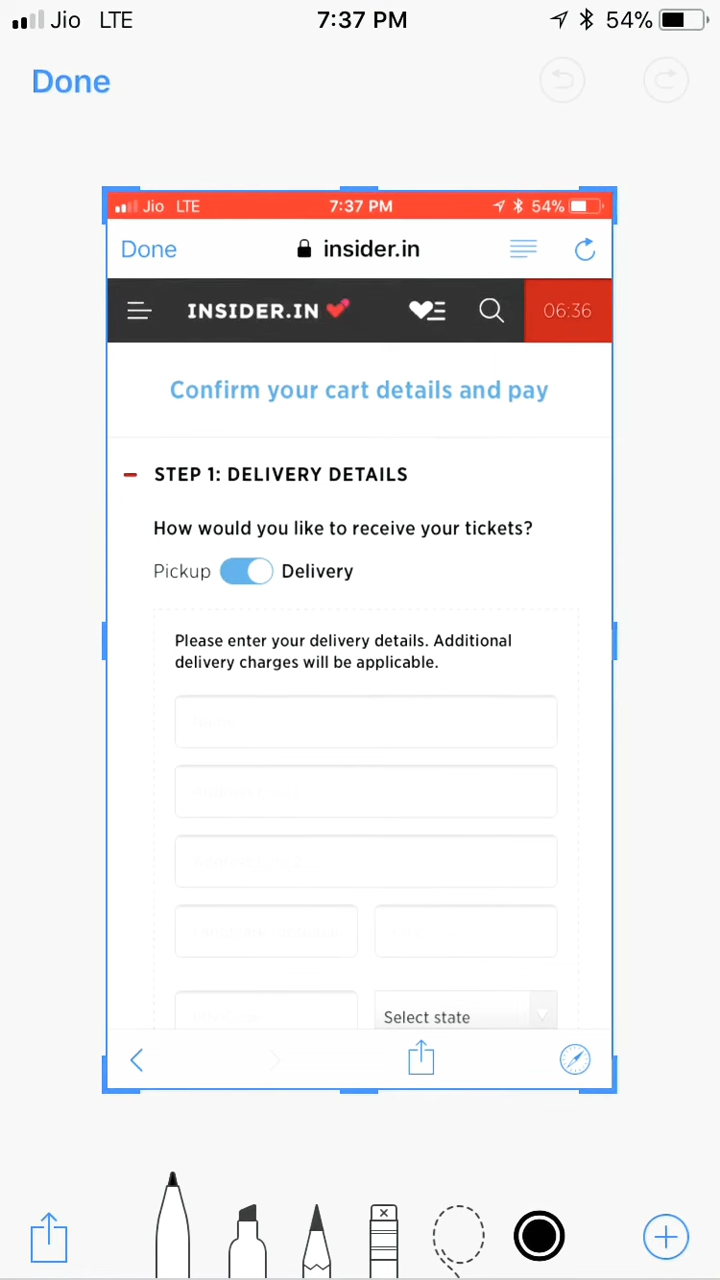 Jio LTE 7:37 PM 54%
Done
Jio LTE 7:37 PM 54%
Done insider.in
INSIDER.IN 06:36
Confirm your cart details and pay
STEP 1: DELIVERY DETAILS
How would you like to receive your tickets?
Pickup Delivery
Please enter your delivery details. Additional
delivery charges will be applicable.
Select state